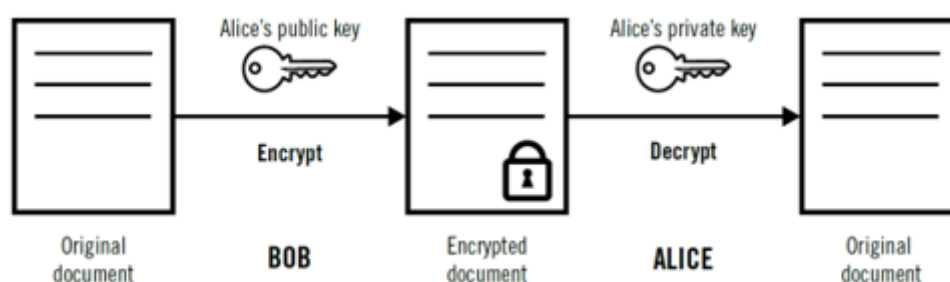 Alice's public key
Alice's private key
Encrypt
Decrypt
Original
document
BOB
Encrypted
document
ALICE
Original
document